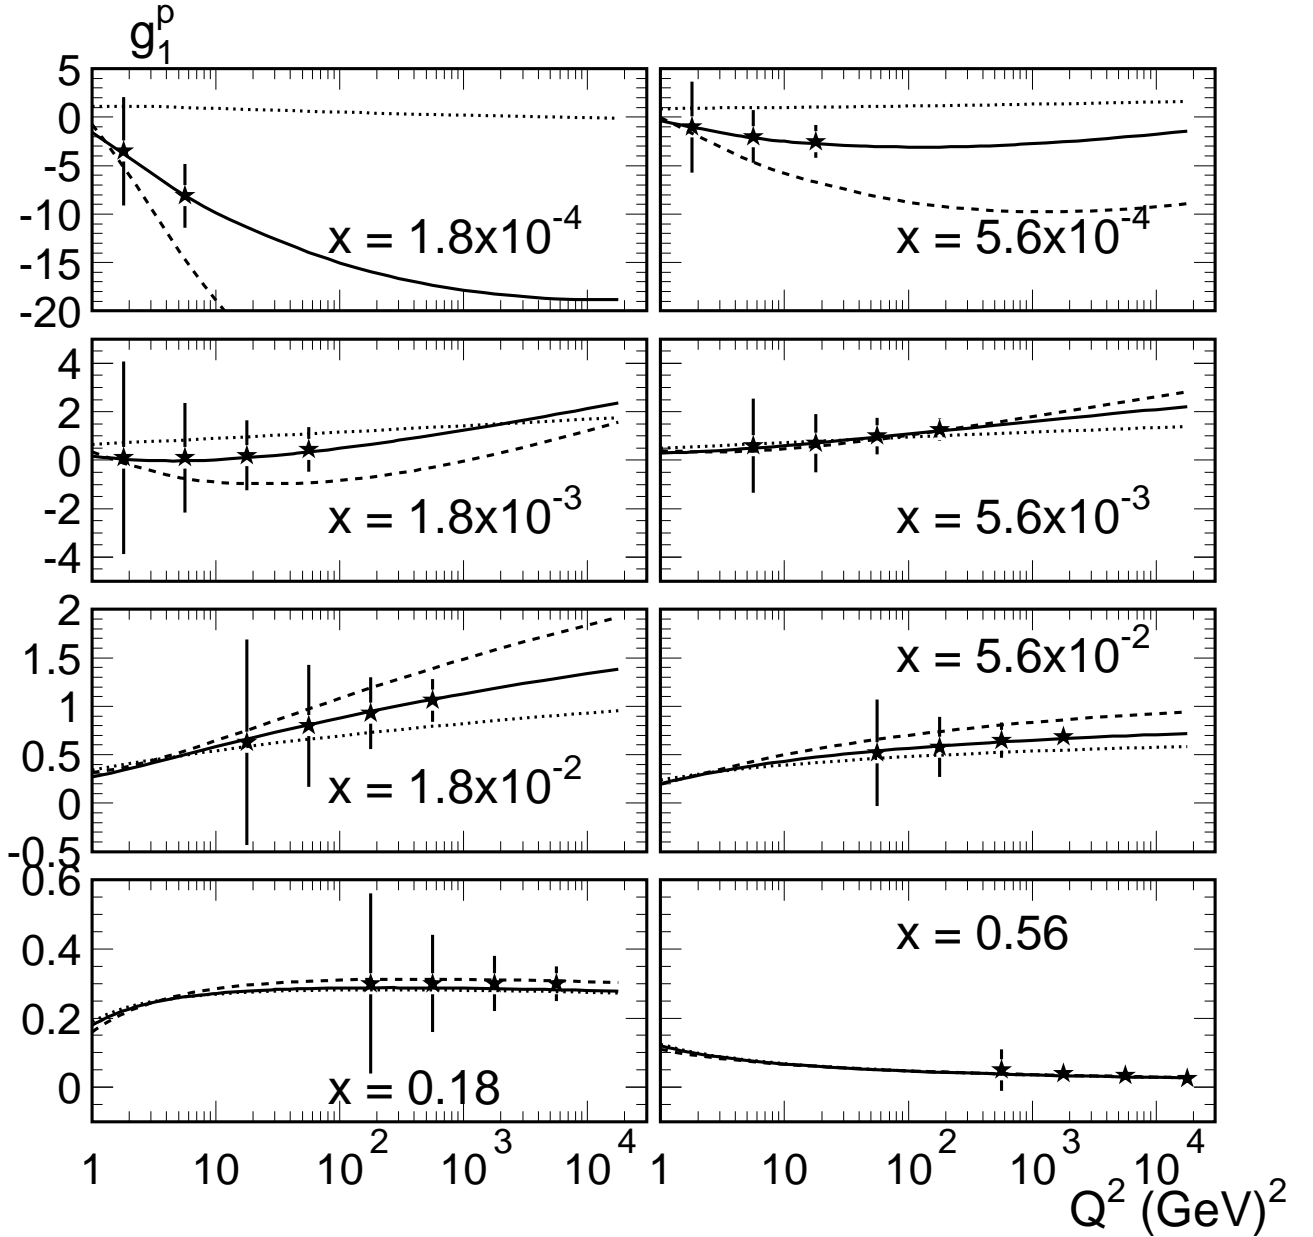 g₁ᵖ
5
0
-5
-10
-15
-20
x = 1.8x10⁻⁴
x = 5.6x10⁻⁴
4
2
0
-2
-4
x = 1.8x10⁻³
x = 5.6x10⁻³
2
1.5
1
0.5
0
-0.5
x = 1.8x10⁻²
x = 5.6x10⁻²
0.6
0.4
0.2
0
x = 0.18
x = 0.56
1 10 10² 10³ 10⁴
1 10 10² 10³ 10⁴
Q² (GeV)²